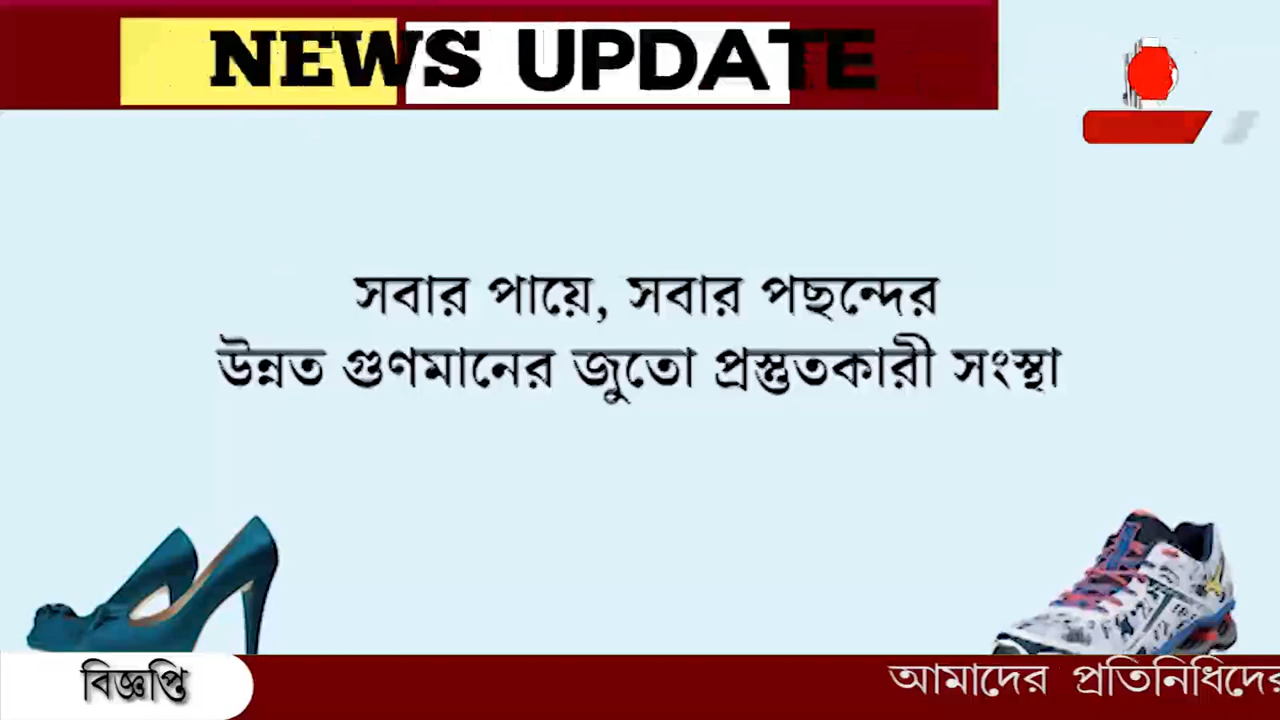 NEWS UPDATE
সবার পায়ে, সবার পছন্দের
উন্নত গুণমানের জুতো প্রস্তুতকারী সংস্থা
বিজ্ঞপ্তি
আমাদের প্রতিনিধিদের